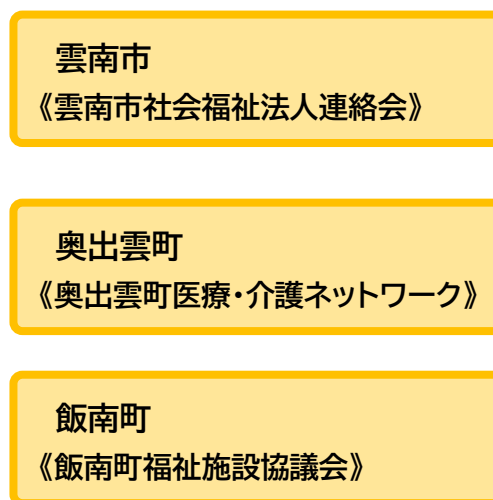 雲南市
《雲南市社会福祉法人連絡会》
奥出雲町
《奥出雲町医療・介護ネットワーク》
飯南町
《飯南町福祉施設協議会》